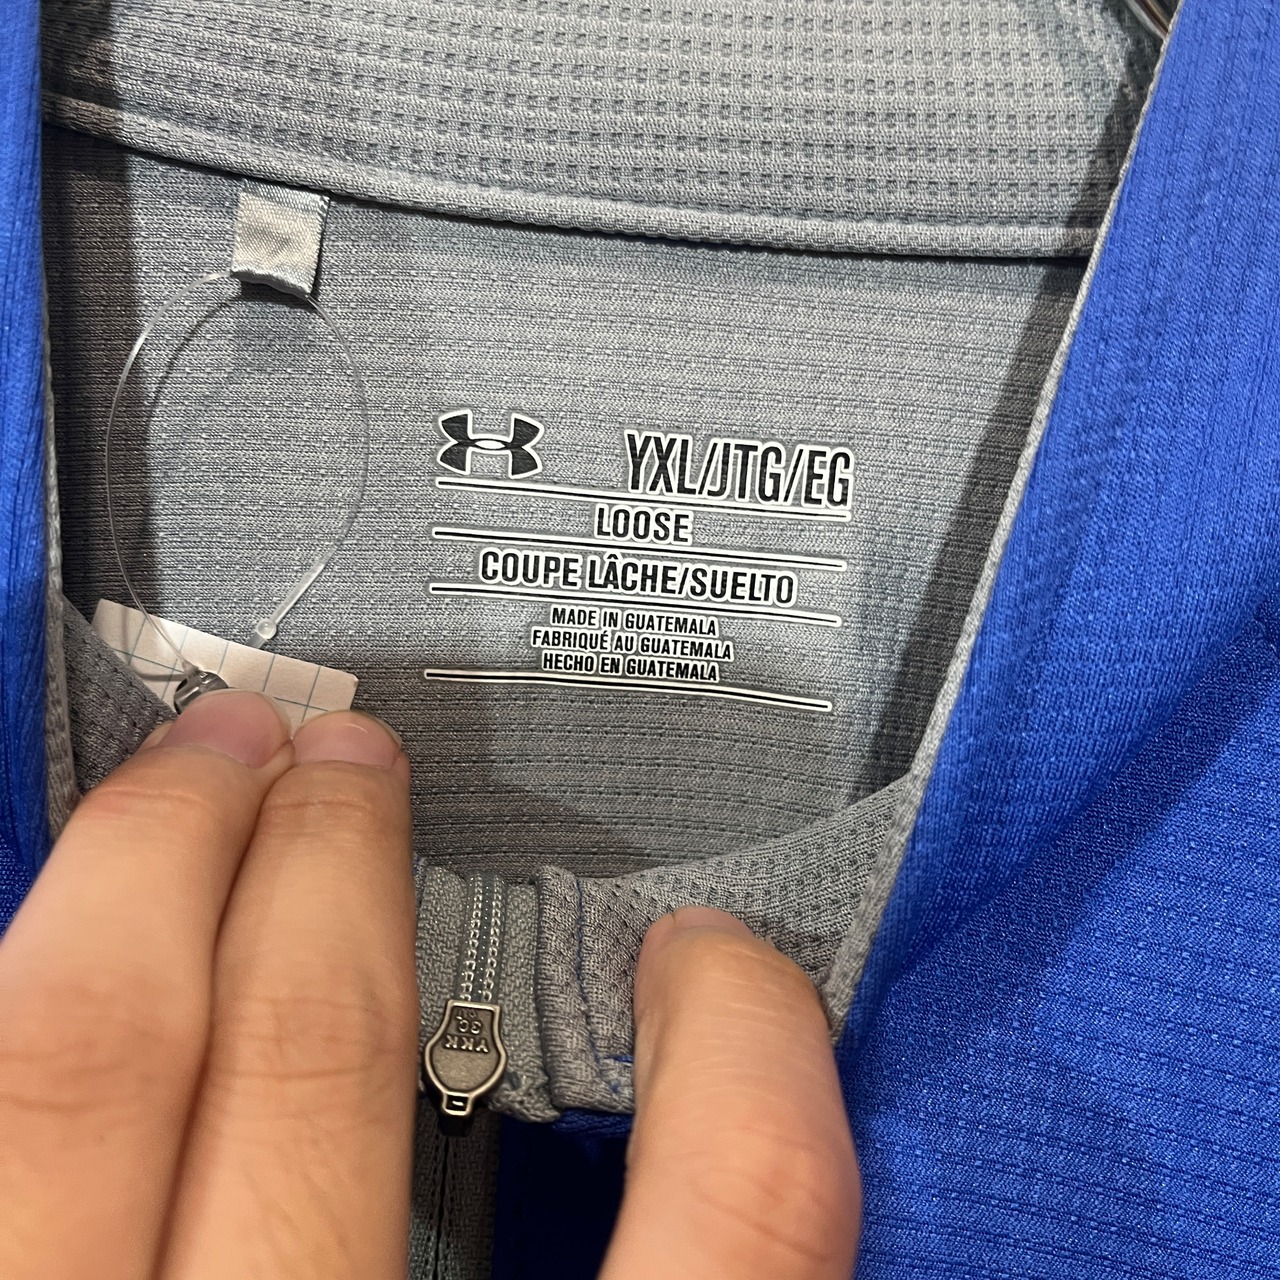 YXL/JTG/EG
LOOSE
COUPE LÂCHE/SUELTO
MADE IN GUATEMALA
FABRIQUÉ AU GUATEMALA
HECHO EN GUATEMALA
YKK